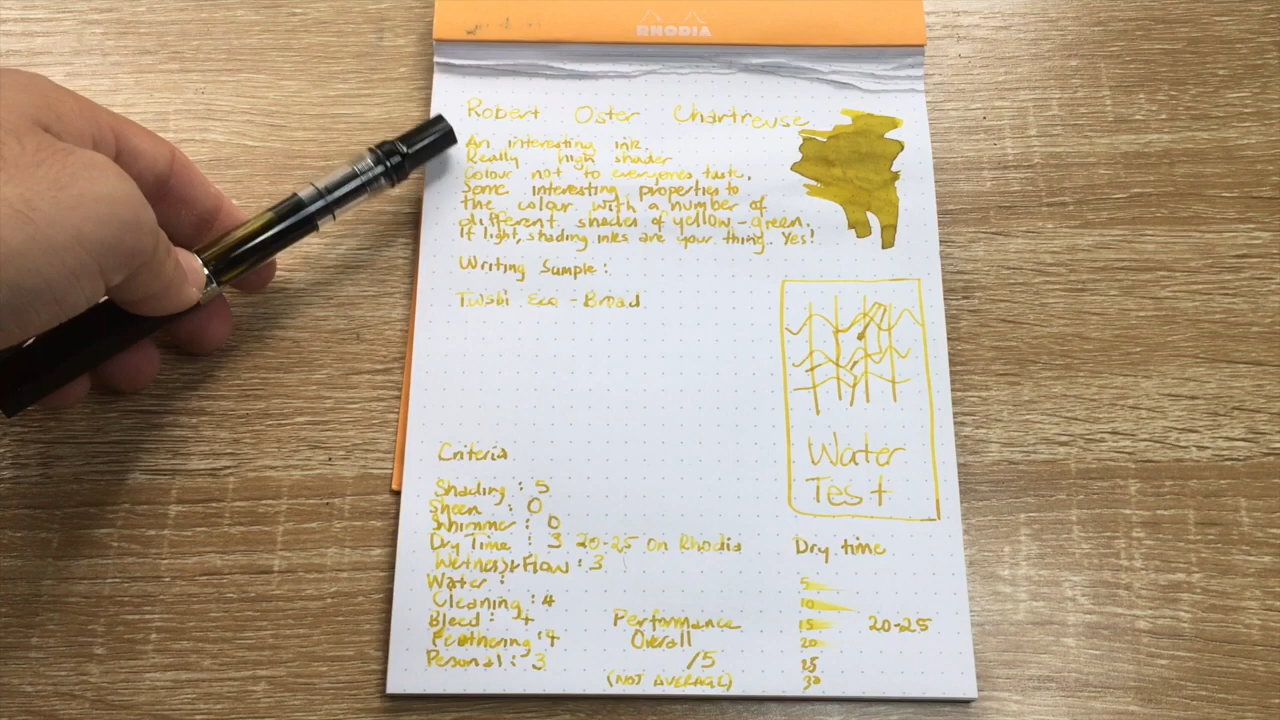 RHODIA
Robert Oster Chartreuse
An interesting ink.
Really high shader
Colour not to everyones taste.
Some interesting properties to
the colour with a number of
different shades of yellow-green.
If light, shading inks are your thing. Yes!
Writing Sample:
Twsbi Eco - Broad
Water
Test
Criteria
Shading: 5
Sheen: 0
Shimmer: 0
Dry Time: 3 20-25 on Rhodia
Wetness+Flow: 3
Water:
Cleaning: 4
Bleed: 4
Feathering: 4
Personal: 3
Performance
Overall
/5
(NOT AVERAGE)
Dry time
5
10
15 20-25
20
25
30